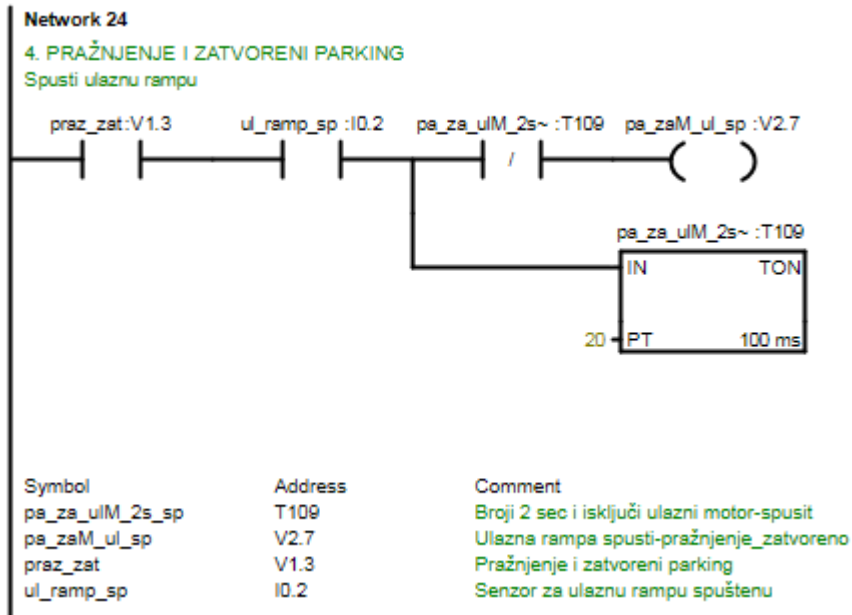 Network 24
4. PRAŽNJENJE I ZATVORENI PARKING
Spusti ulaznu rampu
praz_zat:V1.3 ul_ramp_sp :I0.2 pa_za_ulM_2s~ :T109 pa_zaM_ul_sp :V2.7
/
pa_za_ulM_2s~ :T109
IN TON
20 PT 100 ms
Symbol Address Comment
pa_za_ulM_2s_sp T109 Broji 2 sec i isključi ulazni motor-spusit
pa_zaM_ul_sp V2.7 Ulazna rampa spusti-pražnjenje_zatvoreno
praz_zat V1.3 Pražnjenje i zatvoreni parking
ul_ramp_sp I0.2 Senzor za ulaznu rampu spuštenu